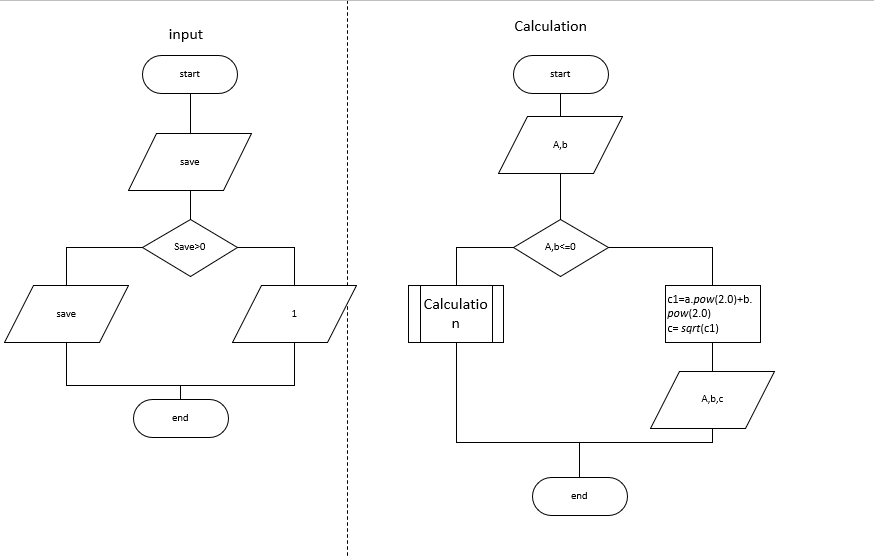 input
start
save
Save>0
save
1
end
Calculation
start
A,b
A,b<=0
Calculatio
n
c1=a.pow(2.0)+b.
pow(2.0)
c= sqrt(c1)
A,b,c
end